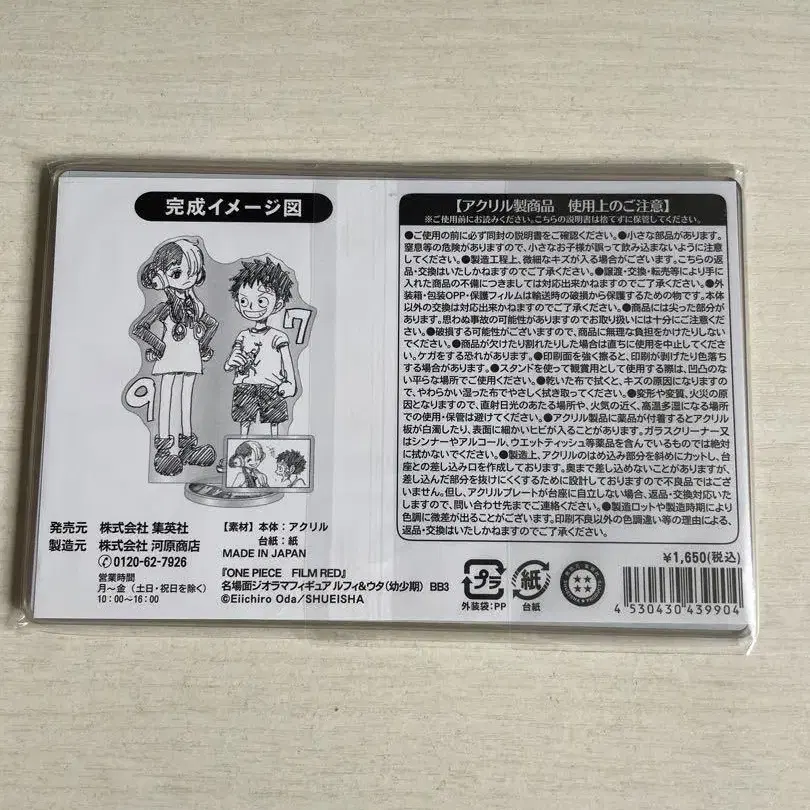 完成イメージ図
9
7
発売元 株式会社 集英社
製造元 株式会社 河原商店
✆0120-62-7926
営業時間
月〜金(土日・祝日を除く)
10:00〜16:00
【素材】本体:アクリル
台紙:紙
MADE IN JAPAN
『ONE PIECE FILM RED』
名場面ジオラマフィギュア ルフィ&ウタ(幼少期) BB3
©Eiichiro Oda/SHUEISHA
【アクリル製商品 使用上のご注意】
※ご使用前にお読みください。こちらの説明書は捨てずに保管してください。
●ご使用の前に必ず同封の説明書をご確認ください。●小さな部品があります。
窒息等の危険がありますので、小さなお子様が誤って飲み込まないように注意
してください。●製造工程上、微細なキズが入る場合がございます。こちらの返
品・交換はいたしかねますのでご了承ください。●譲渡・交換・転売等により手に
入れた商品の不備につきましては対応出来かねますのでご了承ください。●外
装箱・包装OPP・保護フィルムは輸送時の破損から保護するための物です。本体
以外の交換は対応出来かねますのでご了承ください。●商品には尖った部分が
あります。思わぬ事故の可能性がありますのでお取り扱いには十分にご注意くださ
い。●破損する可能性がございますので、商品に無理な負担をかけたりしない
でください。●商品が欠けたり割れたりした場合は直ちに使用を中止してくださ
い。ケガをする恐れがあります。●印刷面を強く擦ると、印刷が剥げたり色落ち
する場合があります。●スタンドを使って観賞用として使用する際は、凹凸のな
い平らな場所でご使用ください。●乾いた布で拭くと、キズの原因になりますの
で、やわらかい湿った布でやさしく拭き取ってください。●変形や変質、火災の原
因となりますので、直射日光のあたる場所や、火気の近く、高温多湿になる場所
での使用・保管は避けてください。●アクリル製品に薬品が付着するとアクリル
板が白濁したり、表面に細かいヒビが入ることがあります。ガラスクリーナー又は
シンナーやアルコール、ウエットティッシュ等薬品を含んでいるものでは絶対
に拭かないでください。●製造上、アクリルのはめ込み部分を斜めにカットし、台
座との差し込み口を作成しております。奥まで差し込めないことがありますが、
差し込んだ部分を抜けにくくするために設計しておりますので不良品ではござ
いません。但し、アクリルプレートが台座に自立しない場合、返品・交換対応いた
しますので、問い合わせ先までご連絡ください。●製造ロットや製造時期により
色調に微差が出ることがございます。印刷不良以外の色調違い等の理由による、
返品・交換はいたしかねますのでご了承ください。
¥1,650(税込)
プラ
外装袋:PP
紙
台紙
4 530430 439904